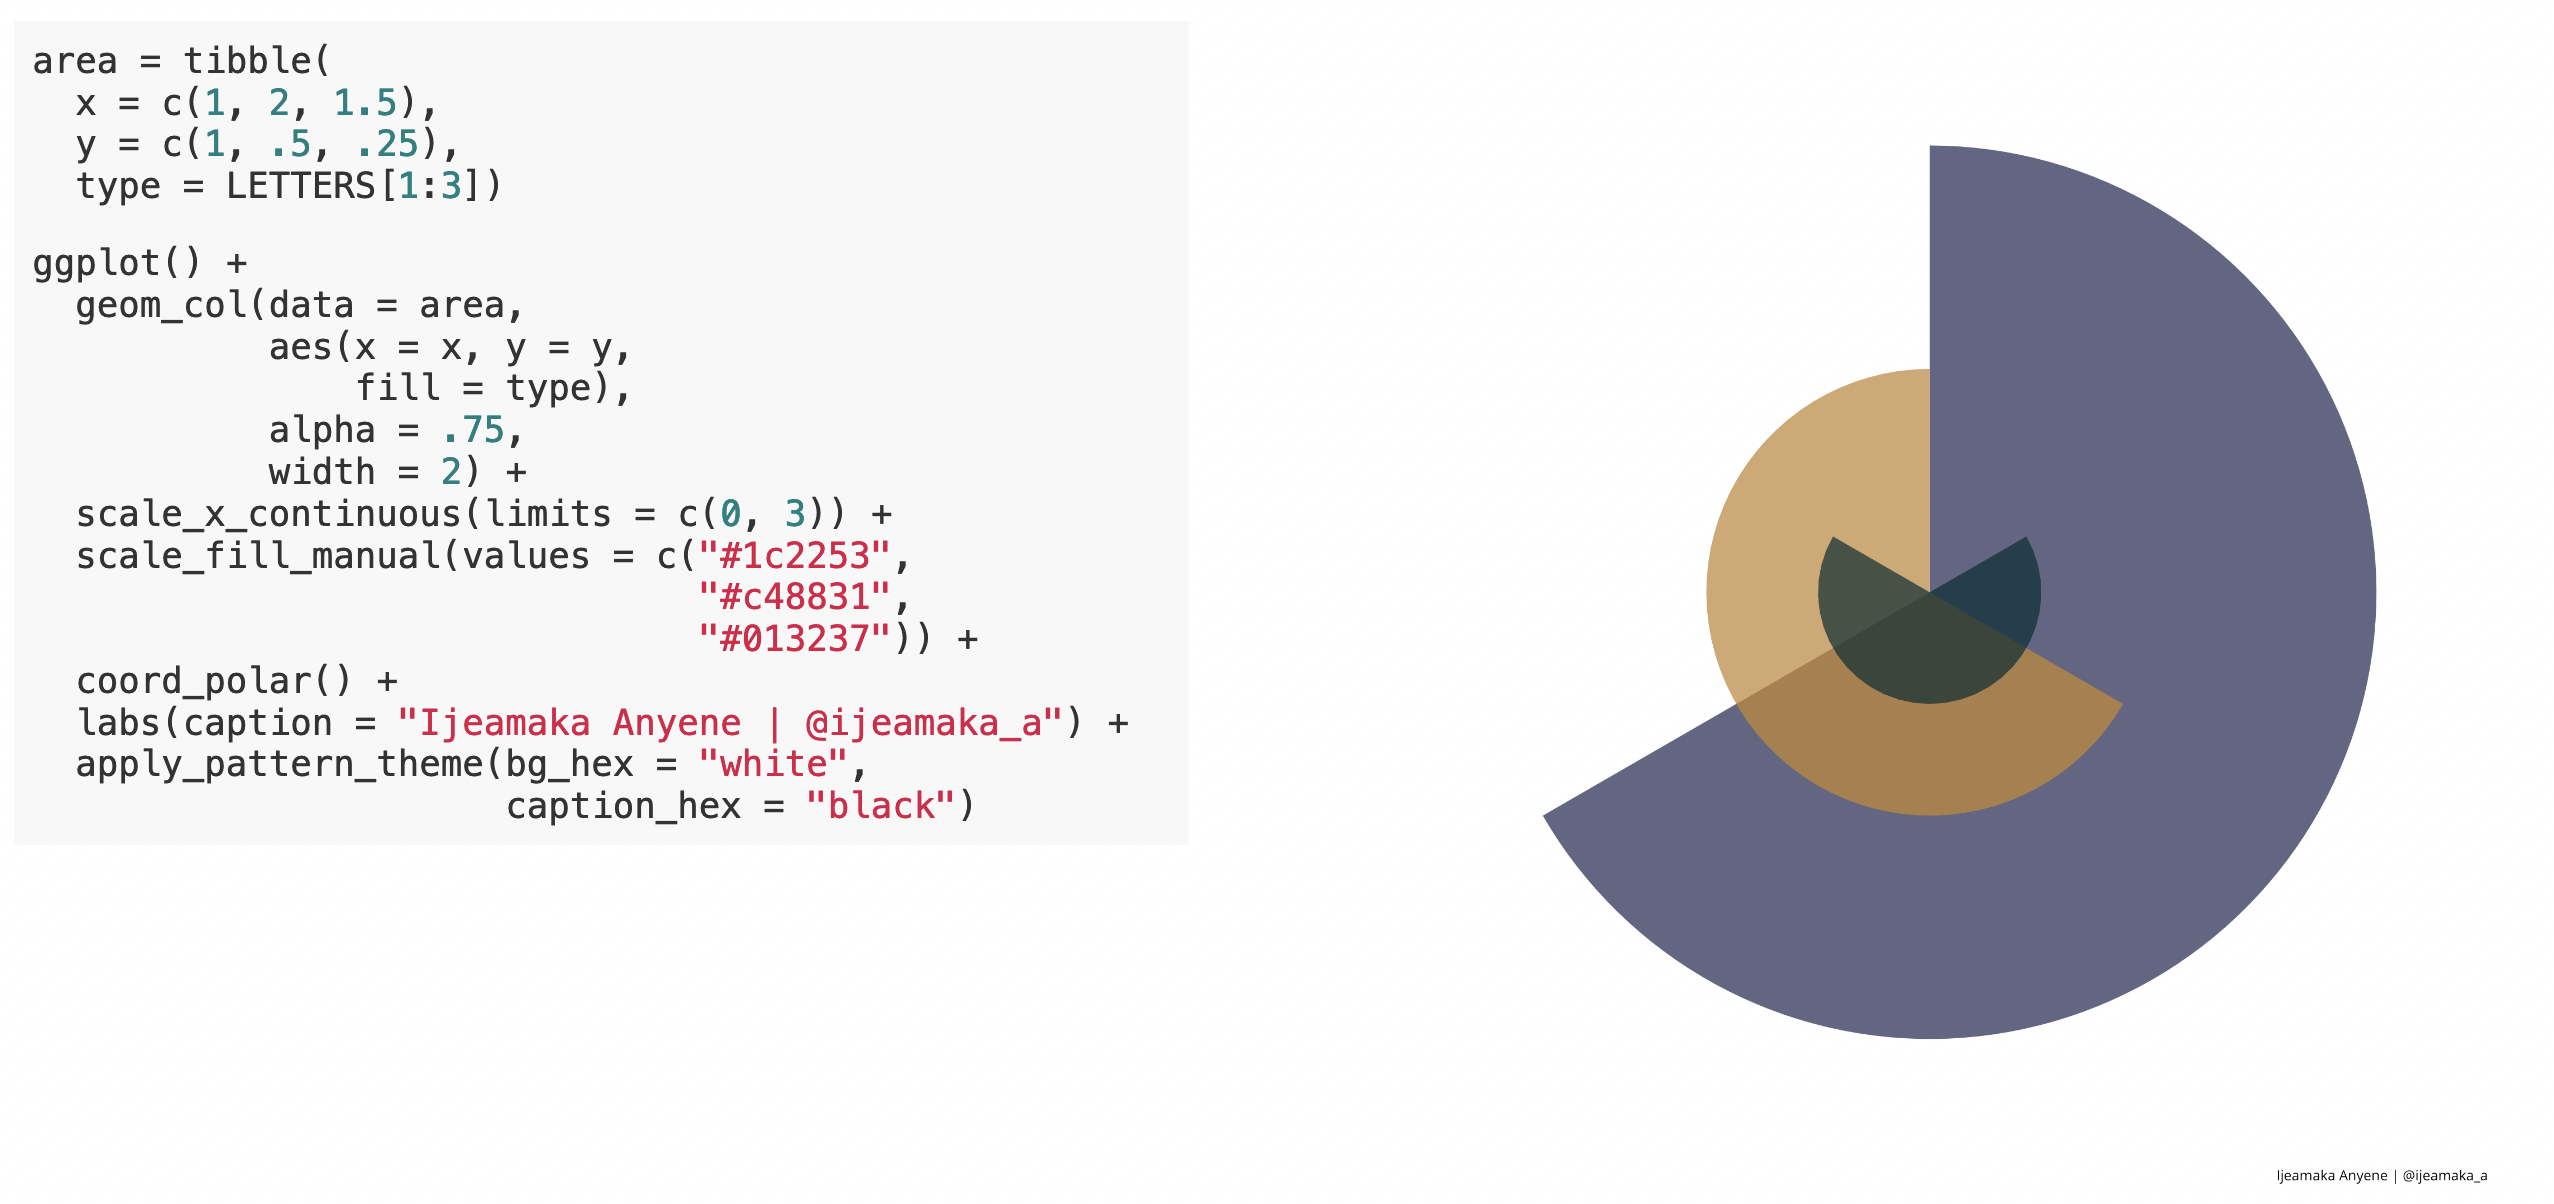 area = tibble(
  x = c(1, 2, 1.5),
  y = c(1, .5, .25),
  type = LETTERS[1:3])

ggplot() +
  geom_col(data = area,
           aes(x = x, y = y,
               fill = type),
           alpha = .75,
           width = 2) +
  scale_x_continuous(limits = c(0, 3)) +
  scale_fill_manual(values = c("#1c2253",
                               "#c48831",
                               "#013237")) +
  coord_polar() +
  labs(caption = "Ijeamaka Anyene | @ijeamaka_a") +
  apply_pattern_theme(bg_hex = "white",
                      caption_hex = "black")
Ijeamaka Anyene | @ijeamaka_a